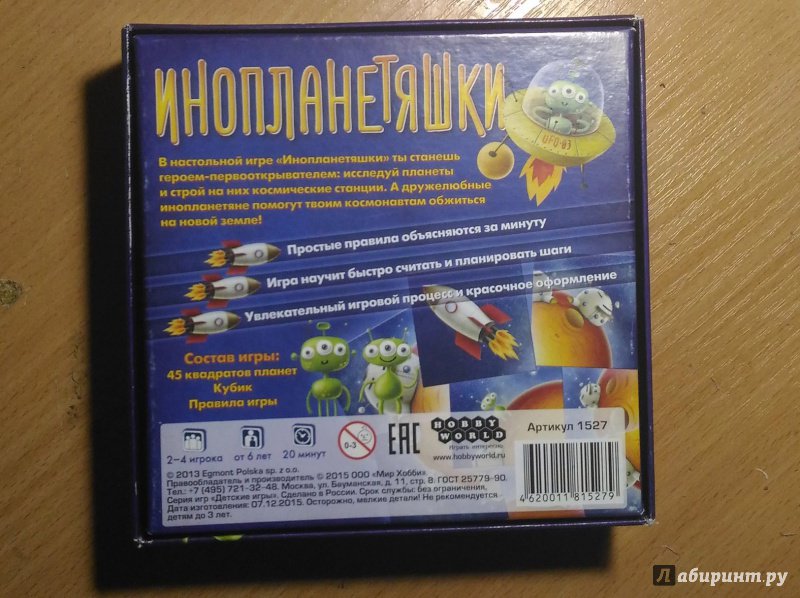 ИНОПЛАНЕТЯШКИ
UFO-03
В настольной игре «Инопланетяшки» ты станешь
героем-первооткрывателем: исследуй планеты
и строй на них космические станции. А дружелюбные
инопланетяне помогут твоим космонавтам обжиться
на новой земле!
Простые правила объясняются за минуту
Игра научит быстро считать и планировать шаги
Увлекательный игровой процесс и красочное оформление
Состав игры:
45 квадратов планет
Кубик
Правила игры
2–4 игрока
от 6 лет
20 минут
0-3
EAC
HOBBY
WORLD
Играть интересно
www.hobbyworld.ru
Артикул 1527
4 620011 815279
© 2013 Egmont Polska sp. z o.o.
Правообладатель и производитель © 2015 ООО «Мир Хобби».
Тел.: +7 (495) 721-32-48. Москва, ул. Бауманская, д. 11, стр. 8. ГОСТ 25779-90.
Серия игр «Детские игры». Сделано в России. Срок службы: без ограничения.
Дата изготовления: 07.12.2015. Осторожно, мелкие детали! Не рекомендуется
детям до 3 лет.
Лабиринт.ру